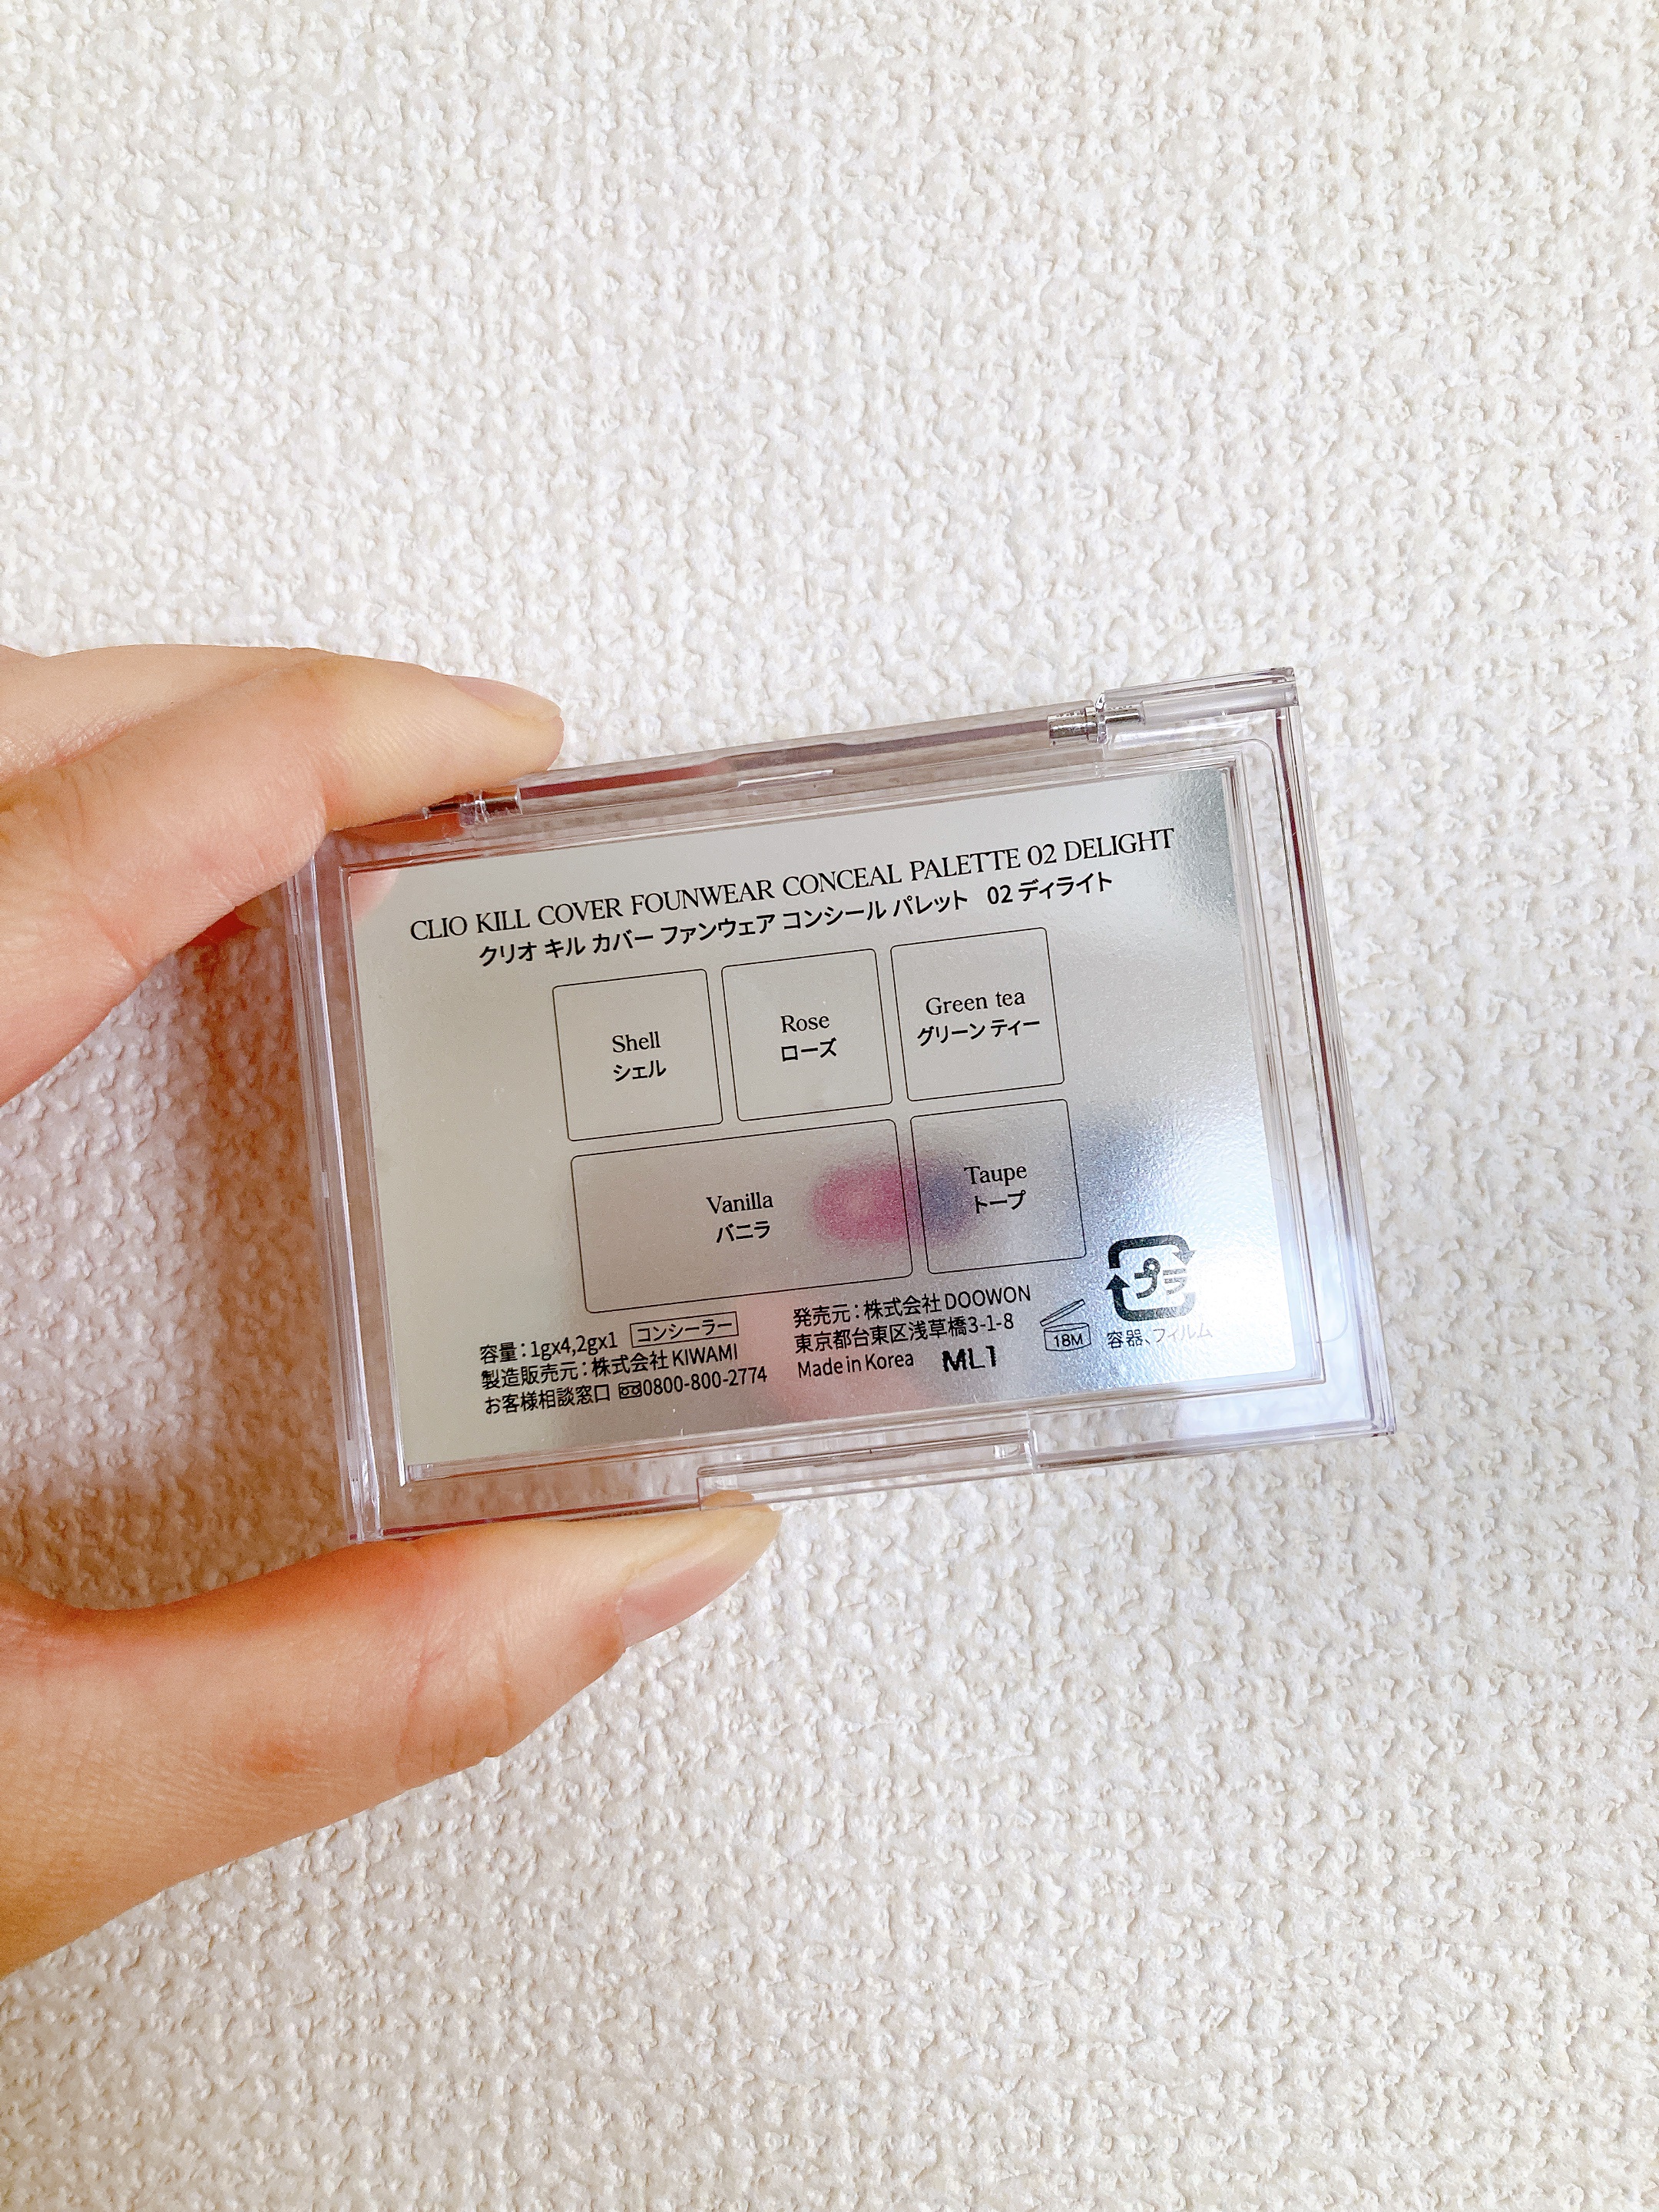 CLIO KILL COVER FOUNWEAR CONCEAL PALETTE 02 DELIGHT
クリオ キル カバー ファンウェア コンシール パレット 02 ディライト
Shell
シェル
Rose
ローズ
Green tea
グリーン ティー
Vanilla
バニラ
Taupe
トープ
容量：1gx4,2gx1 コンシーラー
製造販売元：株式会社 KIWAMI
お客様相談窓口 0800-800-2774
発売元：株式会社 DOOWON
東京都台東区浅草橋3-1-8
Made in Korea ML1
18M
プラ
容器、フィルム